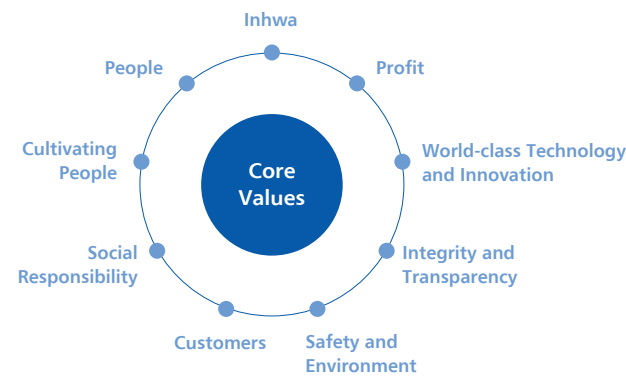 Inhwa
People
Profit
Cultivating
People
World-class Technology
and Innovation
Core
Values
Social
Responsibility
Integrity and
Transparency
Customers
Safety and
Environment